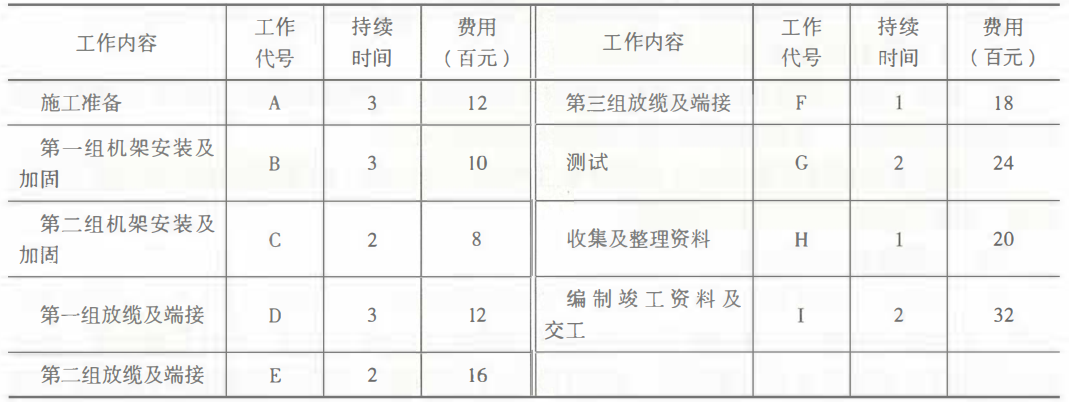 工作内容 工作代号 持续时间 费用（百元） 工作内容 工作代号 持续时间 费用（百元）
施工准备 A 3 12 第三组放缆及端接 F 1 18
第一组机架安装及加固 B 3 10 测试 G 2 24
第二组机架安装及加固 C 2 8 收集及整理资料 H 1 20
第一组放缆及端接 D 3 12 编制竣工资料及交工 I 2 32
第二组放缆及端接 E 2 16